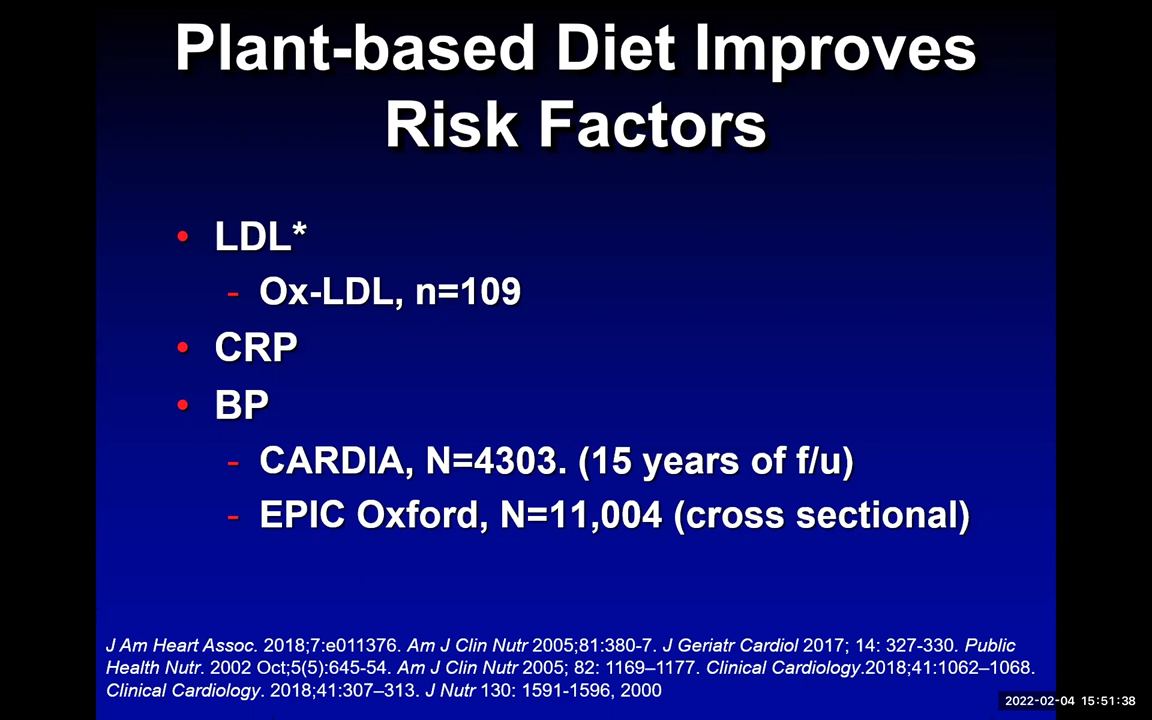 Plant-based Diet Improves
Risk Factors
• LDL*
- Ox-LDL, n=109
• CRP
• BP
- CARDIA, N=4303. (15 years of f/u)
- EPIC Oxford, N=11,004 (cross sectional)
J Am Heart Assoc. 2018;7:e011376. Am J Clin Nutr 2005;81:380-7. J Geriatr Cardiol 2017; 14: 327-330. Public
Health Nutr. 2002 Oct;5(5):645-54. Am J Clin Nutr 2005; 82: 1169–1177. Clinical Cardiology.2018;41:1062–1068.
Clinical Cardiology. 2018;41:307–313. J Nutr 130: 1591-1596, 2000
2022-02-04 15:51:38